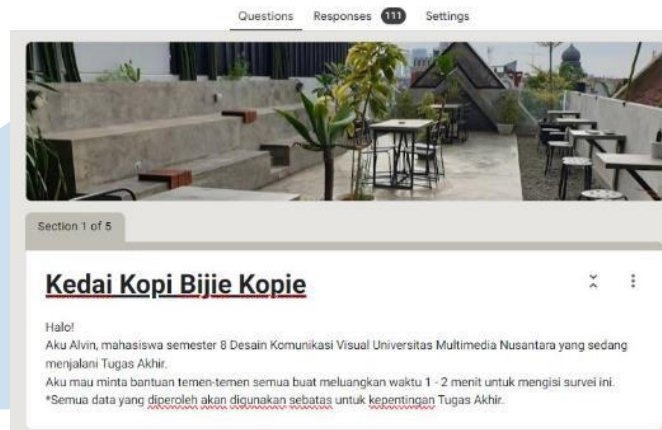 Questions Responses 111 Settings
Section 1 of 5
Kedai Kopi Bijie Kopie
Halo!
Aku Alvin, mahasiswa semester 8 Desain Komunikasi Visual Universitas Multimedia Nusantara yang sedang
menjalani Tugas Akhir.
Aku mau minta bantuan temen-temen semua buat meluangkan waktu 1 - 2 menit untuk mengisi survei ini.
*Semua data yang diperoleh akan digunakan sebatas untuk kepentingan Tugas Akhir.